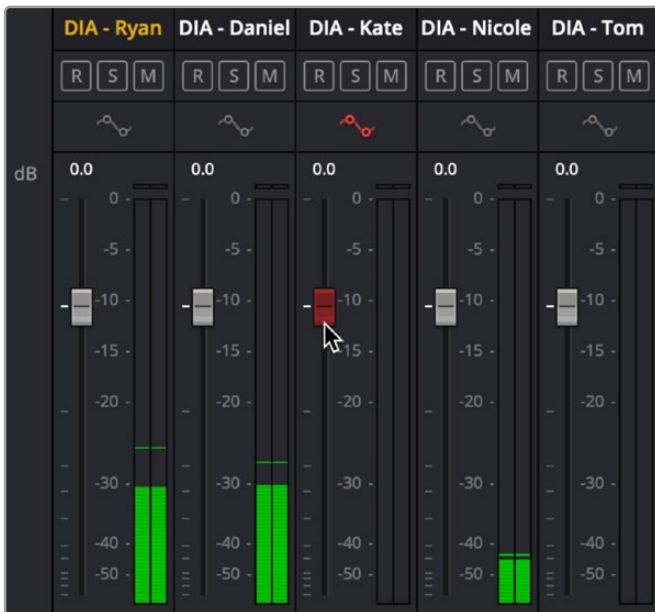 DIA - Ryan DIA - Daniel DIA - Kate DIA - Nicole DIA - Tom
R S M R S M R S M R S M R S M
dB 0.0 0.0 0.0 0.0 0.0
0 - 0 - 0 - 0 - 0 -
-5 - -5 - -5 - -5 - -5 -
-10 - -10 - -10 - -10 - -10 -
-15 - -15 - 15 - -15 - -15 -
-20 - -20 - -20 - -20 - -20 -
-30 - -30 - -30 - -30 - -30 -
-40 - -40 - -40 - -40 - -40 -
-50 - -50 - -50 - -50 - -50 -